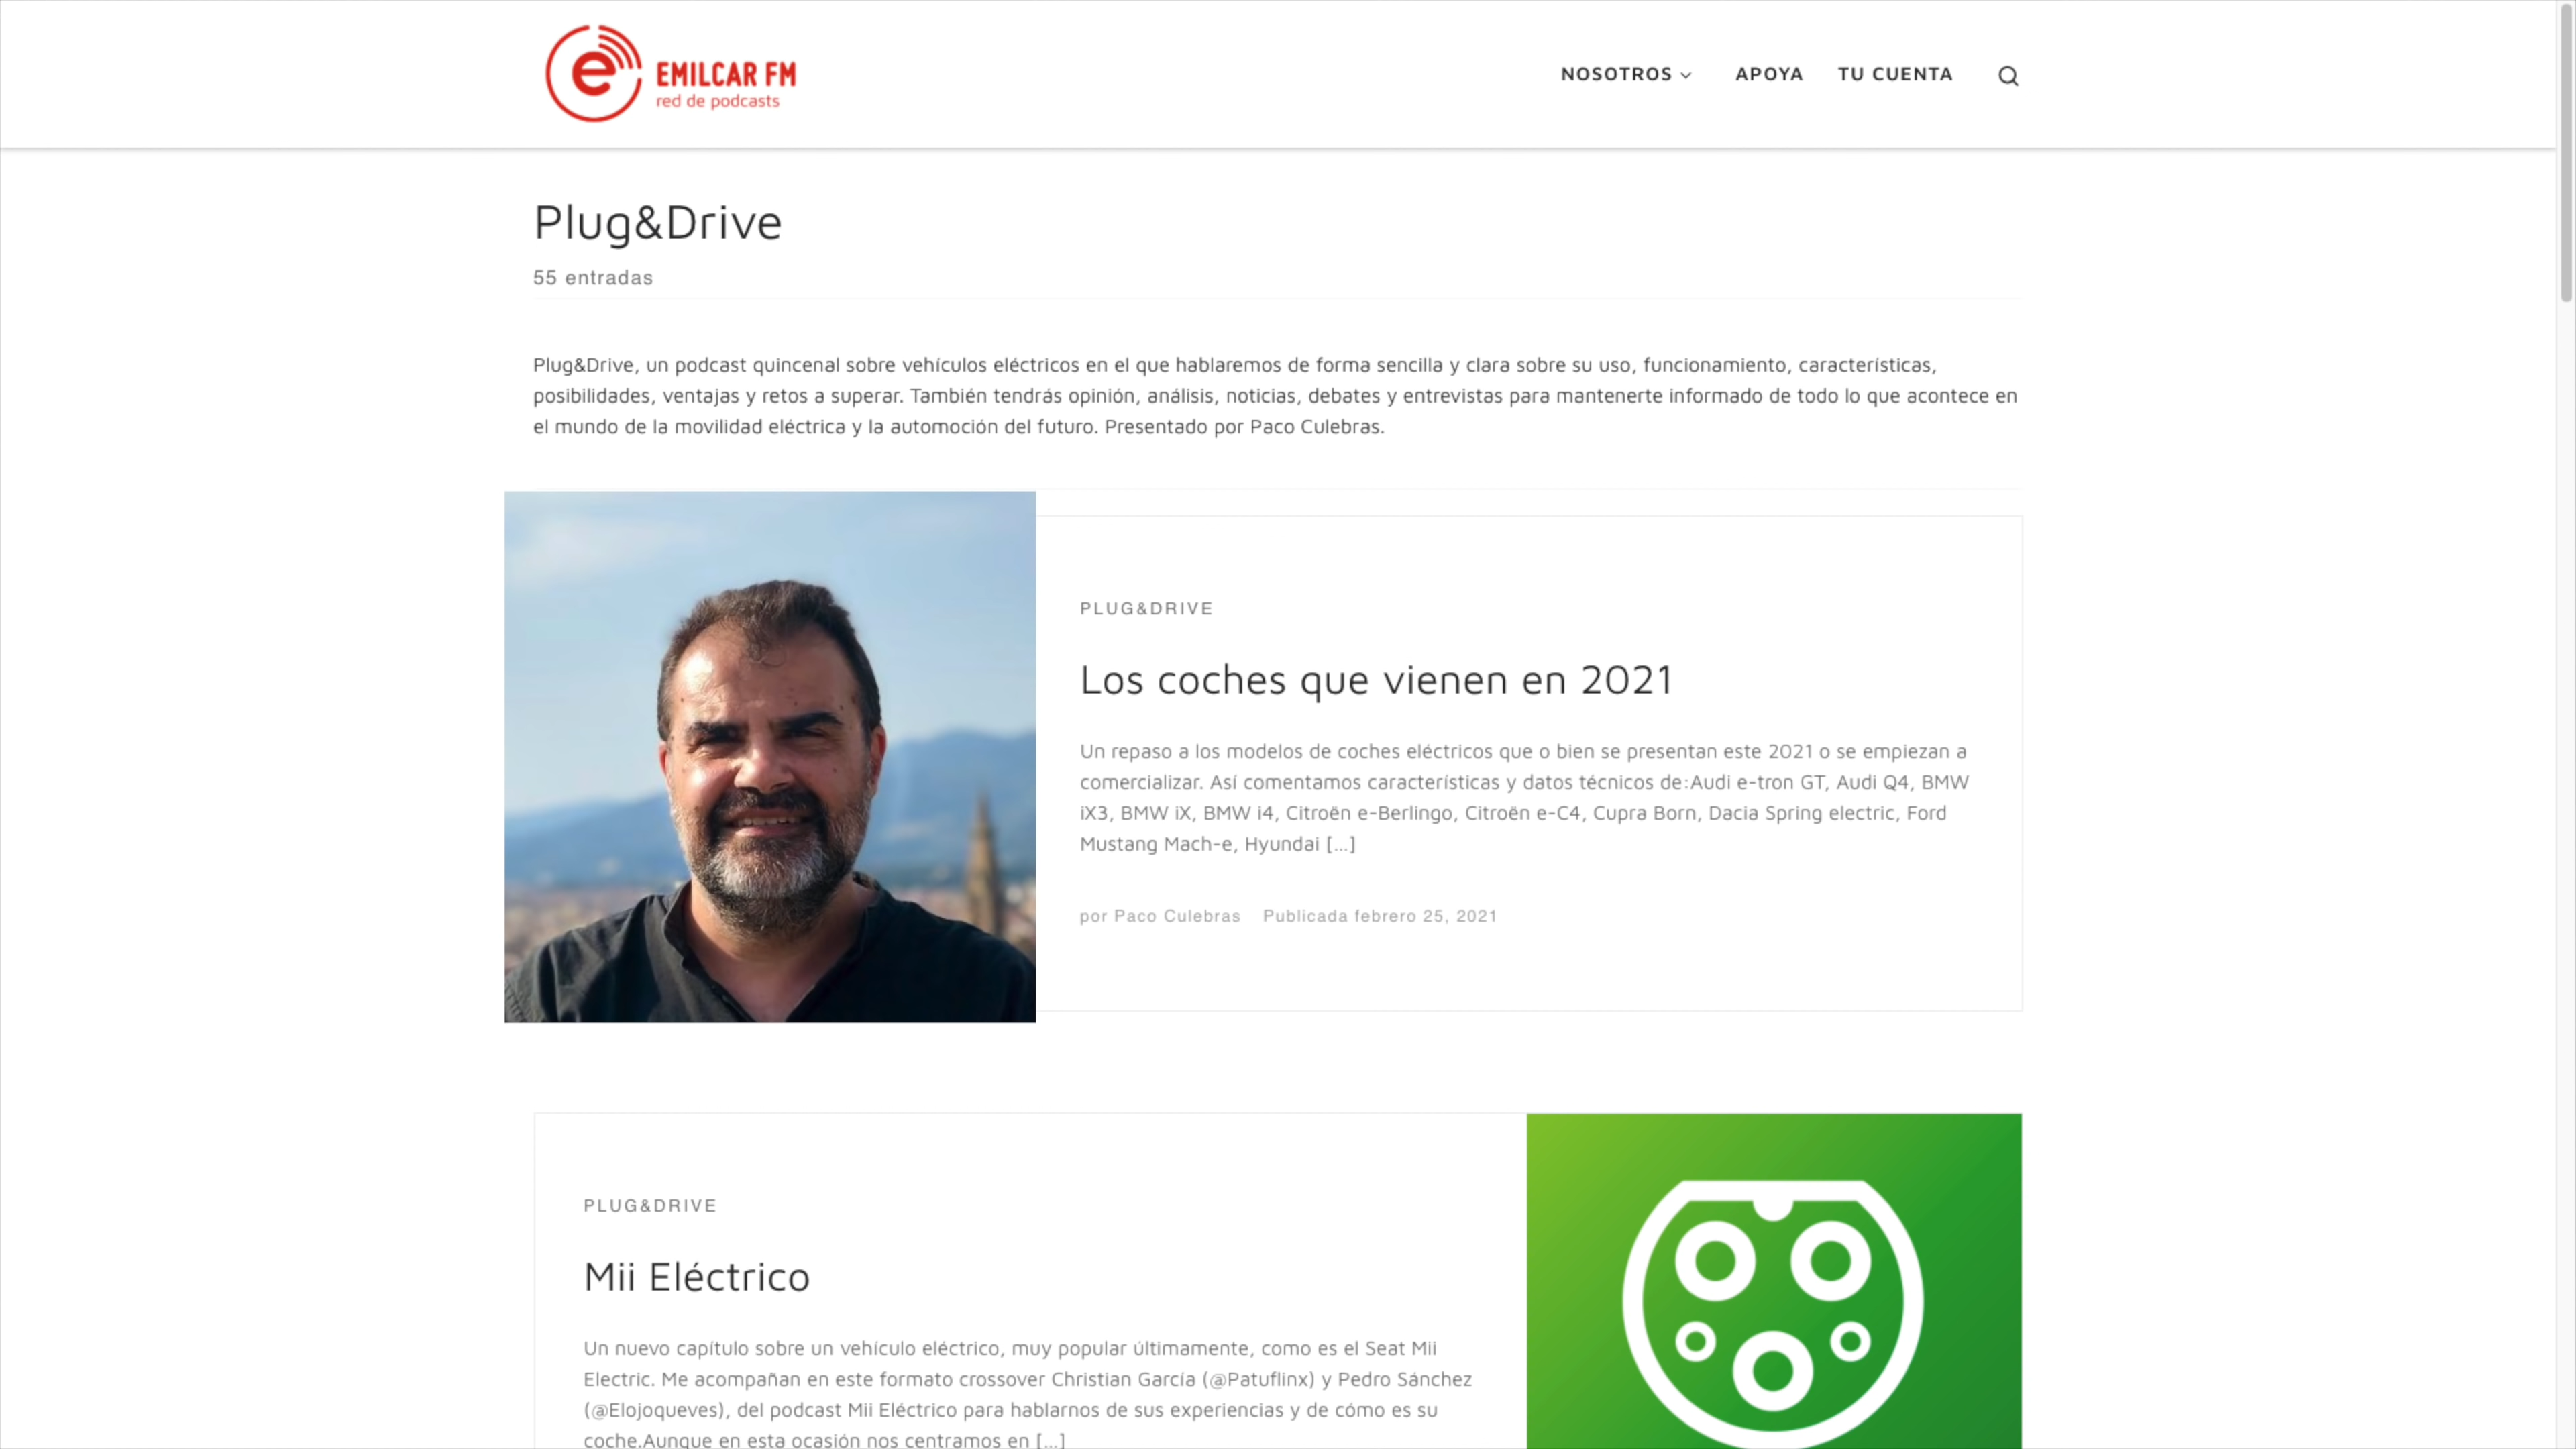 EMILCAR FM
red de podcasts
NOSOTROS
APOYA
TU CUENTA
Plug&Drive
55 entradas
Plug&Drive, un podcast quincenal sobre vehículos eléctricos en el que hablaremos de forma sencilla y clara sobre su uso, funcionamiento, características,
posibilidades, ventajas y retos a superar. También tendrás opinión, análisis, noticias, debates y entrevistas para mantenerte informado de todo lo que acontece en
el mundo de la movilidad eléctrica y la automoción del futuro. Presentado por Paco Culebras.
PLUG&DRIVE
Los coches que vienen en 2021
Un repaso a los modelos de coches eléctricos que o bien se presentan este 2021 o se empiezan a
comercializar. Así comentamos características y datos técnicos de:Audi e-tron GT, Audi Q4, BMW
iX3, BMW iX, BMW i4, Citroën e-Berlingo, Citroën e-C4, Cupra Born, Dacia Spring electric, Ford
Mustang Mach-e, Hyundai [...]
por Paco Culebras Publicada febrero 25, 2021
PLUG&DRIVE
Mii Eléctrico
Un nuevo capítulo sobre un vehículo eléctrico, muy popular últimamente, como es el Seat Mii
Electric. Me acompañan en este formato crossover Christian García (@Patuflinx) y Pedro Sánchez
(@Elojoqueves), del podcast Mii Eléctrico para hablarnos de sus experiencias y de cómo es su
coche.Aunque en esta ocasión nos centramos en [...]